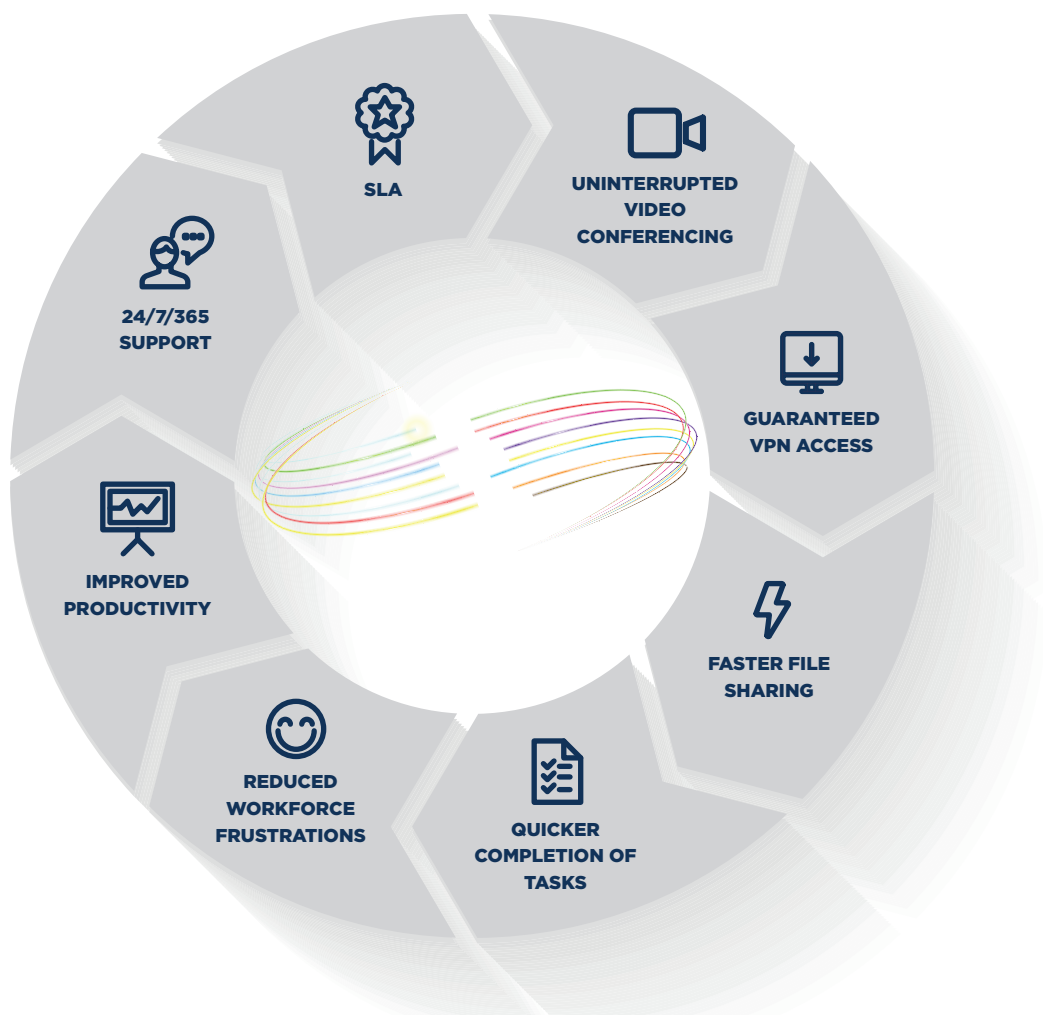 SLA
UNINTERRUPTED
VIDEO
CONFERENCING
GUARANTEED
VPN ACCESS
FASTER FILE
SHARING
QUICKER
COMPLETION OF
TASKS
REDUCED
WORKFORCE
FRUSTRATIONS
IMPROVED
PRODUCTIVITY
24/7/365
SUPPORT